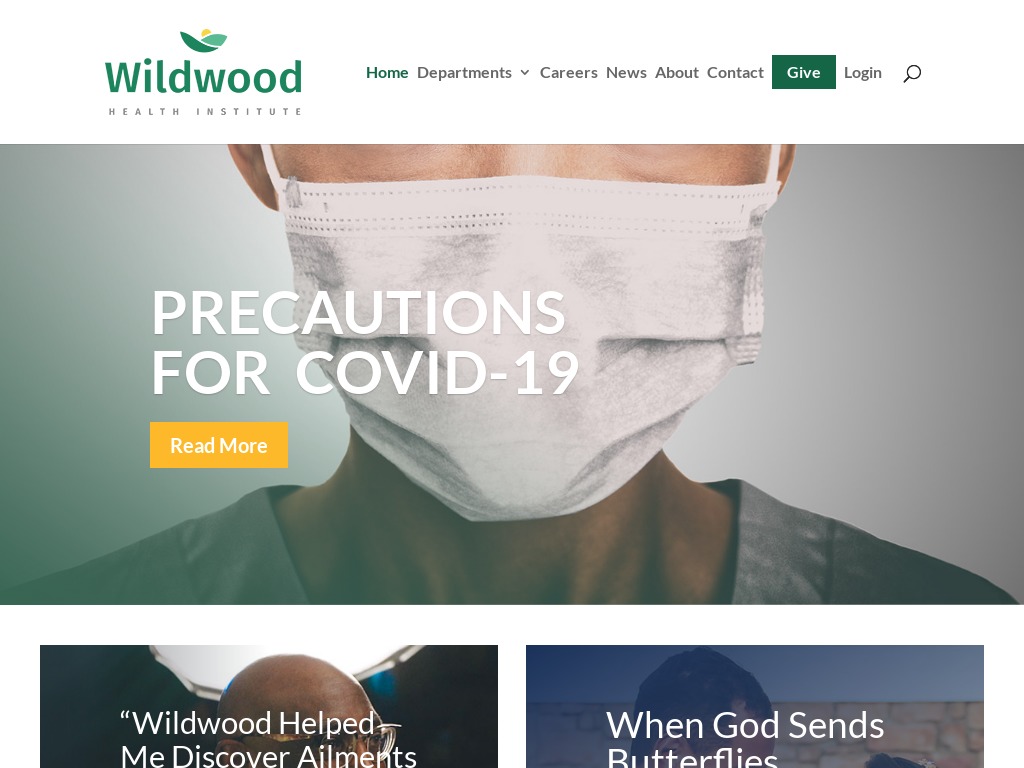 Wildwood
HEALTH INSTITUTE
Home Departments Careers News About Contact Give Login
PRECAUTIONS
FOR COVID-19
Read More
“Wildwood Helped
Me Discover Ailments
When God Sends
Butterflies